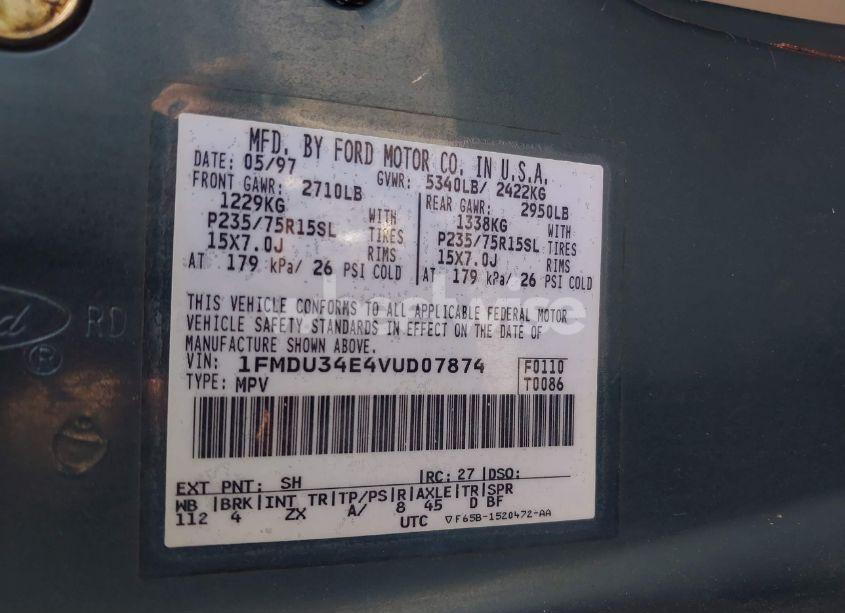 MFD. BY FORD MOTOR CO. IN U.S.A.
DATE: 05/97 GVWR: 5340LB/ 2422KG
FRONT GAWR: 2710LB REAR GAWR: 2950LB
1229KG WITH 1338KG WITH
P235/75R15SL TIRES P235/75R15SL TIRES
15X7.0J RIMS 15X7.0J RIMS
AT 179 kPa/ 26 PSI COLD AT 179 kPa/ 26 PSI COLD
THIS VEHICLE CONFORMS TO ALL APPLICABLE FEDERAL MOTOR
VEHICLE SAFETY STANDARDS IN EFFECT ON THE DATE OF
MANUFACTURE SHOWN ABOVE.
VIN: 1FMDU34E4VUD07874 F0110
TYPE: MPV T0086
EXT PNT: SH RC: 27 DSO:
WB BRK INT TR TP/PS R AXLE TR SPR
112 4 ZX A/ 8 45 D BF
UTC ▽F65B-1520472-AA
RD
®